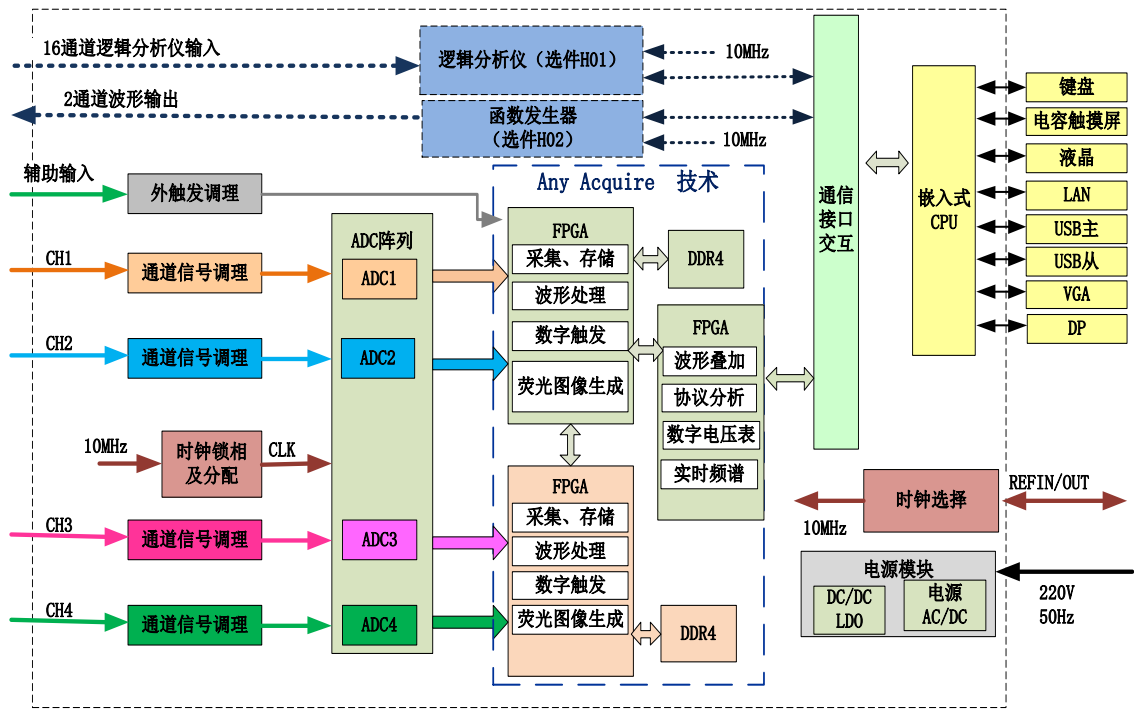 16通道逻辑分析仪输入
逻辑分析仪（选件H01）
10MHz
2通道波形输出
函数发生器
（选件H02）
10MHz
辅助输入
外触发调理
Any Acquire 技术
CH1
通道信号调理
CH2
通道信号调理
10MHz
时钟锁相
及分配
CLK
CH3
通道信号调理
CH4
通道信号调理
ADC阵列
ADC1
ADC2
ADC3
ADC4
FPGA
采集、存储
波形处理
数字触发
荧光图像生成
DDR4
FPGA
波形叠加
协议分析
数字电压表
实时频谱
FPGA
采集、存储
波形处理
数字触发
荧光图像生成
DDR4
通信
接口
交互
嵌入式
CPU
键盘
电容触摸屏
液晶
LAN
USB主
USB从
VGA
DP
10MHz
时钟选择
REFIN/OUT
电源模块
DC/DC
LDO
电源
AC/DC
220V
50Hz